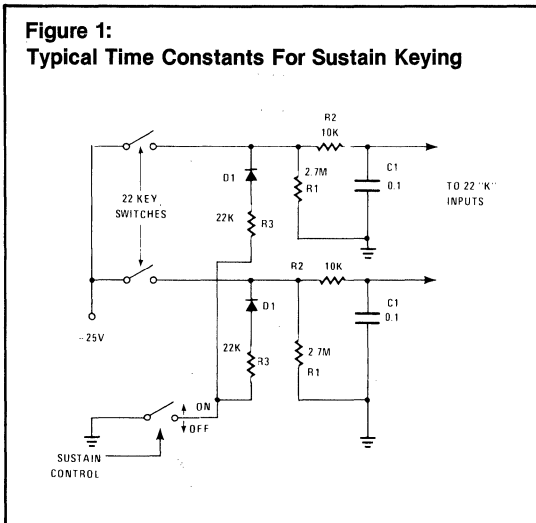 Figure 1:
Typical Time Constants For Sustain Keying
R2
10K
D1
2.7M
R1
C1
0.1
TO 22 "K"
INPUTS
22 KEY
SWITCHES
22K
R3
R2 10K
D1
C1
0.1
-25V
22K
R3
2 7M
R1
ON
OFF
SUSTAIN
CONTROL